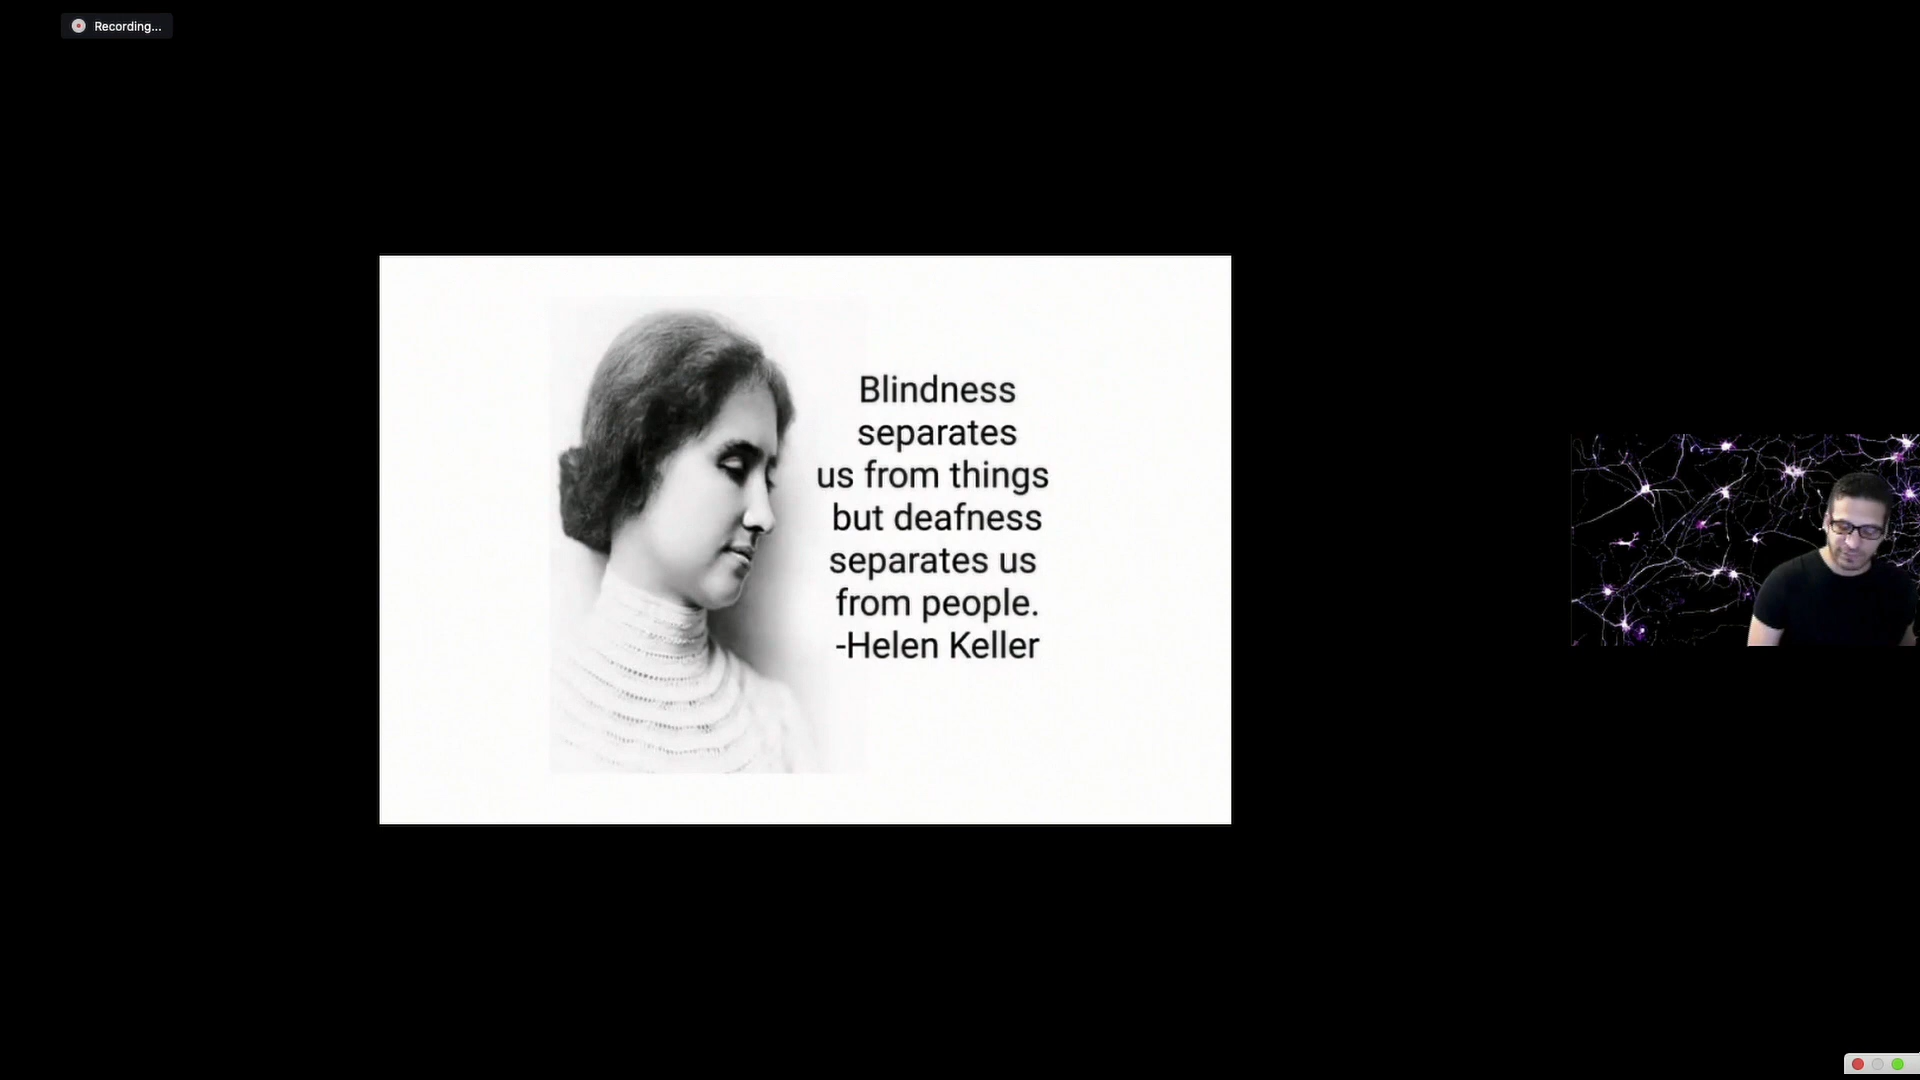 Recording...
Blindness
separates
us from things
but deafness
separates us
from people.
-Helen Keller